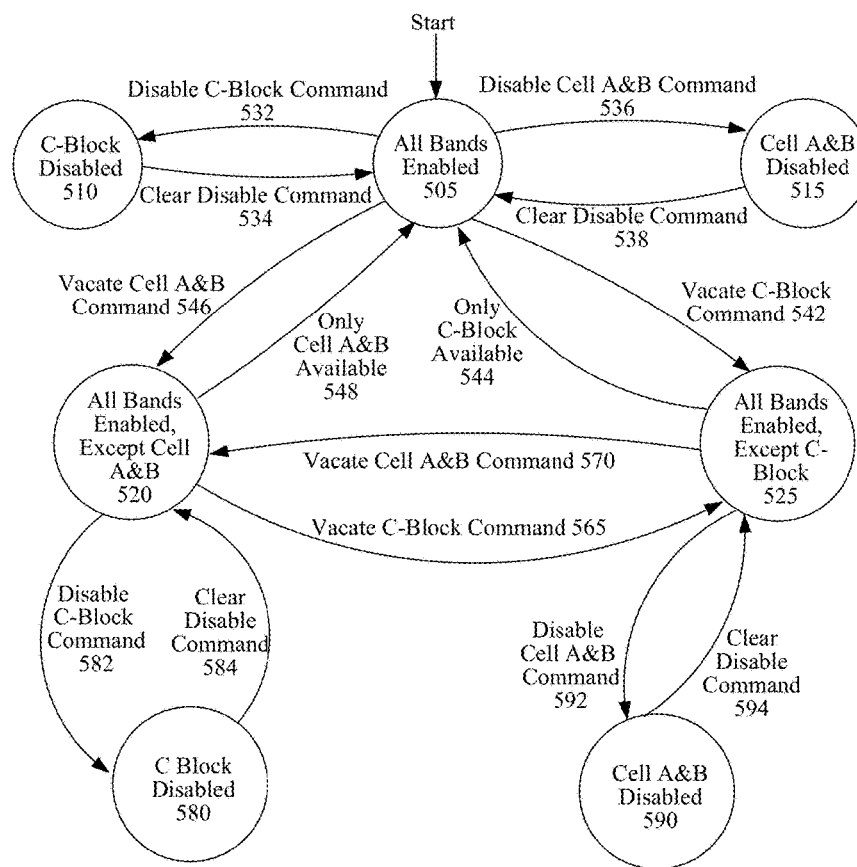 Start
Disable C-Block Command
532
Disable Cell A&B Command
536
C-Block
Disabled
510
All Bands
Enabled
505
Cell A&B
Disabled
515
Clear Disable Command
534
Clear Disable Command
538
Vacate Cell A&B
Command 546
Only
Cell A&B
Available
548
Only
C-Block
Available
544
Vacate C-Block
Command 542
All Bands
Enabled,
Except Cell
A&B
520
All Bands
Enabled,
Except C-
Block
525
Vacate Cell A&B Command 570
Vacate C-Block Command 565
Disable
C-Block
Command
582
Clear
Disable
Command
584
Disable
Cell A&B
Command
592
Clear
Disable
Command
594
C Block
Disabled
580
Cell A&B
Disabled
590